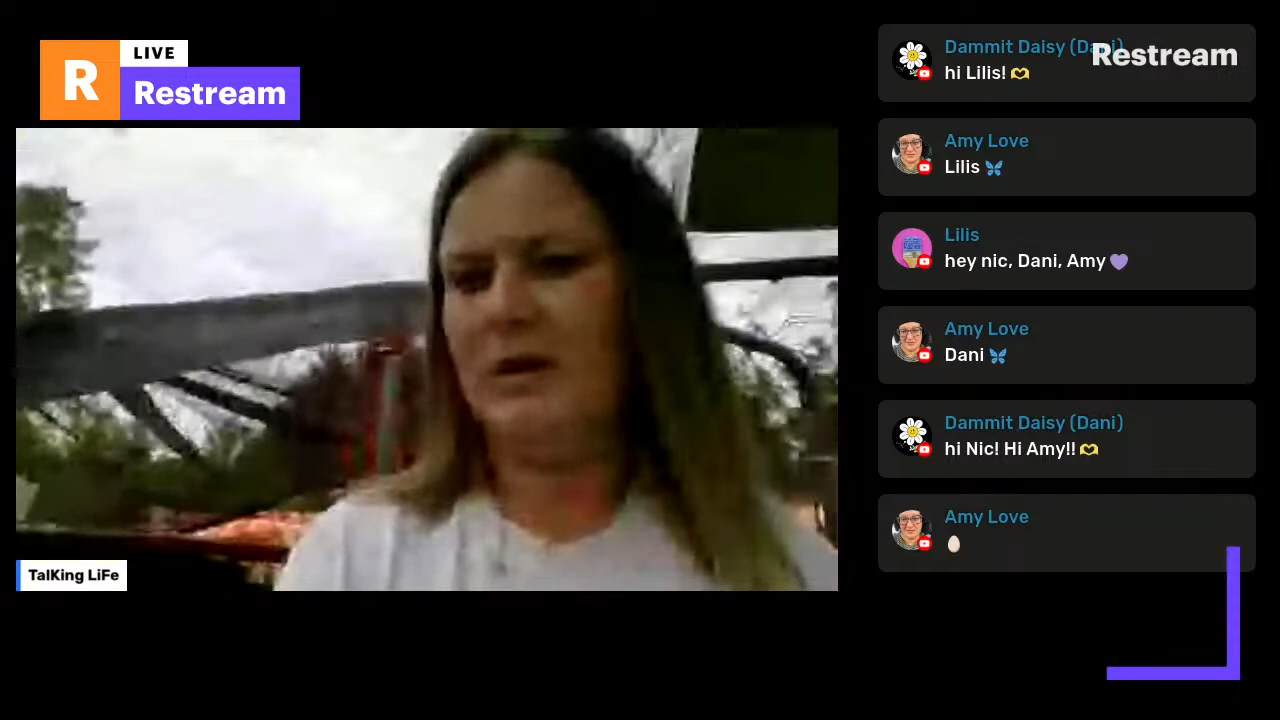 R
LIVE
Restream
TalKing LiFe
Dammit Daisy (Dani)
Restream
hi Lilis! 🫶
Amy Love
Lilis 🦋
Lilis
hey nic, Dani, Amy 💜
Amy Love
Dani 🦋
Dammit Daisy (Dani)
hi Nic! Hi Amy!! 🫶
Amy Love
🥚